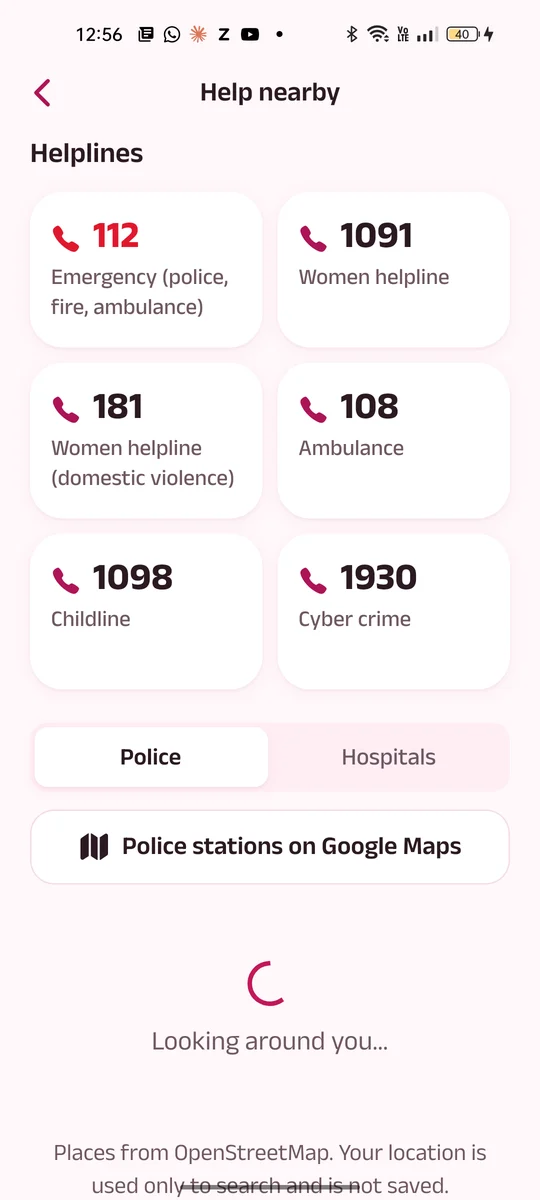 12:56 Z VoLTE 40
Help nearby
Helplines
112
Emergency (police,
fire, ambulance)
1091
Women helpline
181
Women helpline
(domestic violence)
108
Ambulance
1098
Childline
1930
Cyber crime
Police
Hospitals
Police stations on Google Maps
Looking around you...
Places from OpenStreetMap. Your location is
used only to search and is not saved.